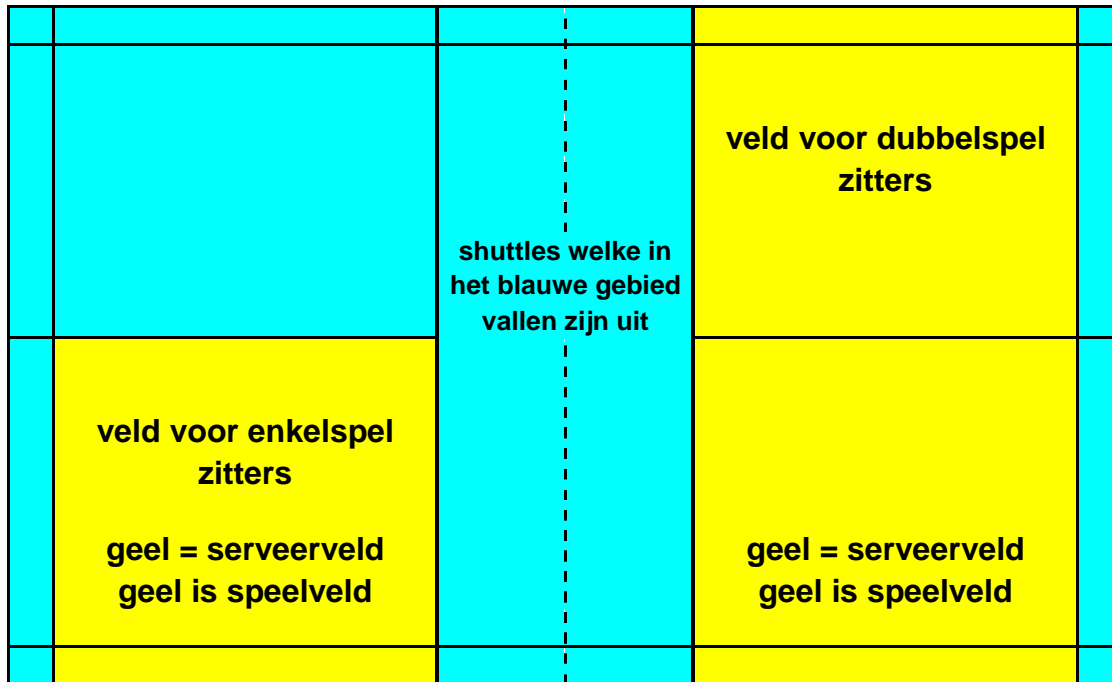 veld voor dubbelspel
zitters
shuttles welke in
het blauwe gebied
vallen zijn uit
veld voor enkelspel
zitters
geel = serveerveld
geel is speelveld
geel = serveerveld
geel is speelveld